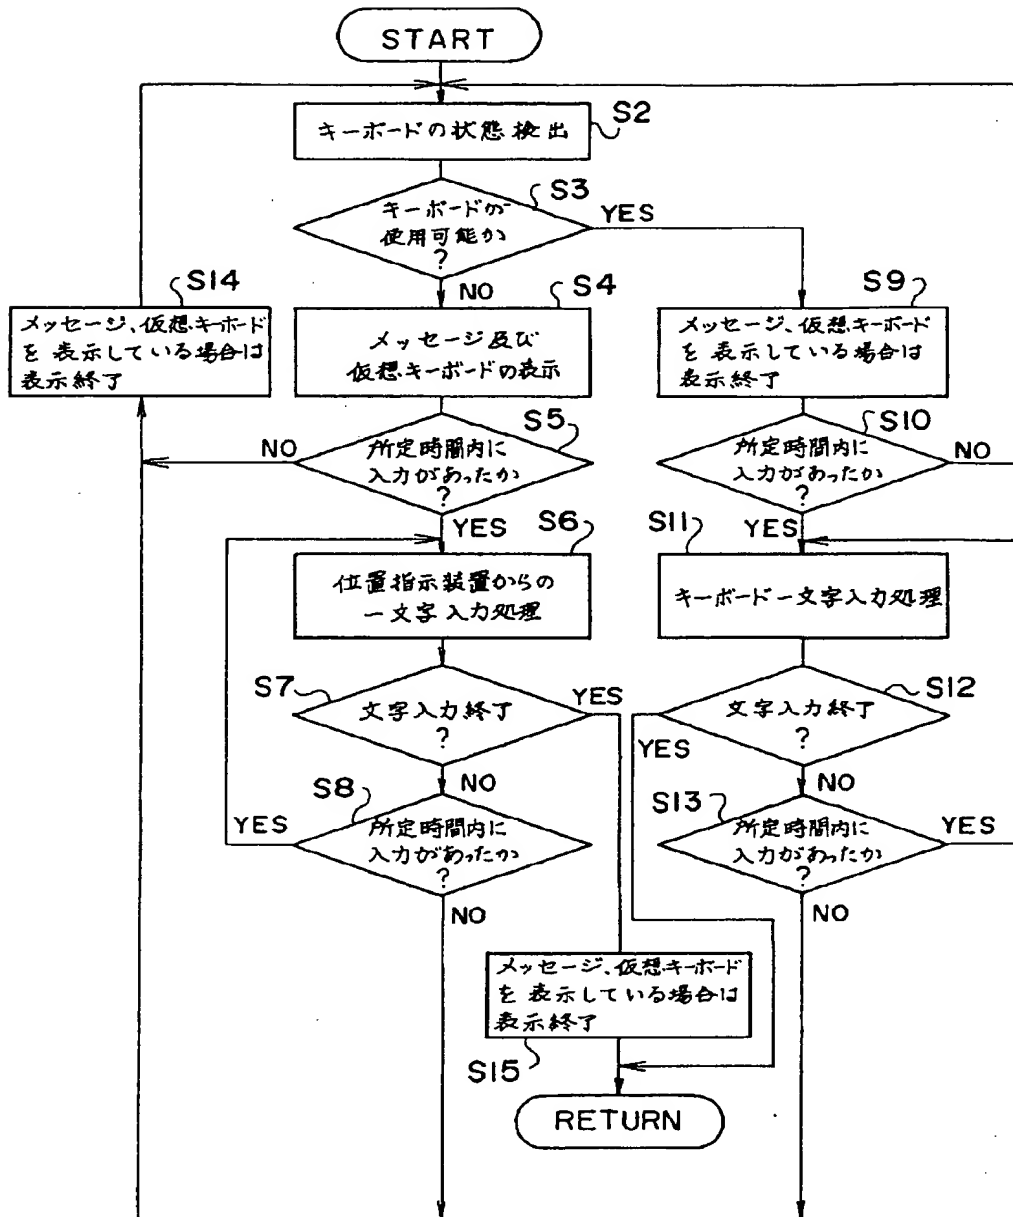 START
S2
キーボードの状態検出
S3
キーボードが
使用可能か
?
YES
NO
S14
メッセージ、仮想キーボード
を表示している場合は
表示終了
S4
メッセージ及び
仮想キーボードの表示
S9
メッセージ、仮想キーボード
を表示している場合は
表示終了
S5
所定時間内に
入力があったか
?
NO
YES
S10
所定時間内に
入力があったか
?
NO
YES
S6
位置指示装置からの
一文字入力処理
S11
キーボード一文字入力処理
S7
文字入力終了
?
YES
NO
S12
文字入力終了
?
YES
NO
S8
所定時間内に
入力があったか
?
YES
NO
S13
所定時間内に
入力があったか
?
YES
NO
メッセージ、仮想キーボード
を表示している場合は
表示終了
S15
RETURN